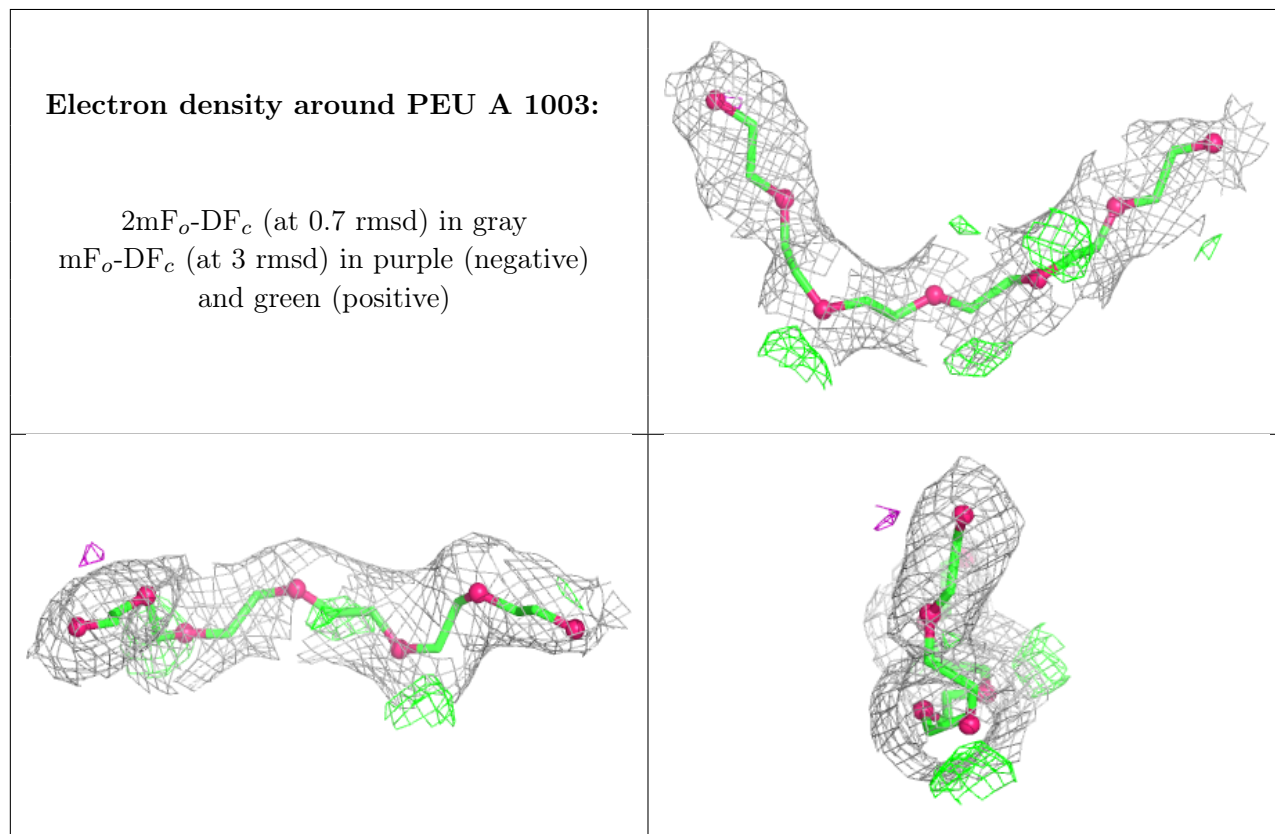 Electron density around PEU A 1003:
2mFo-DFc (at 0.7 rmsd) in gray
mFo-DFc (at 3 rmsd) in purple (negative)
and green (positive)